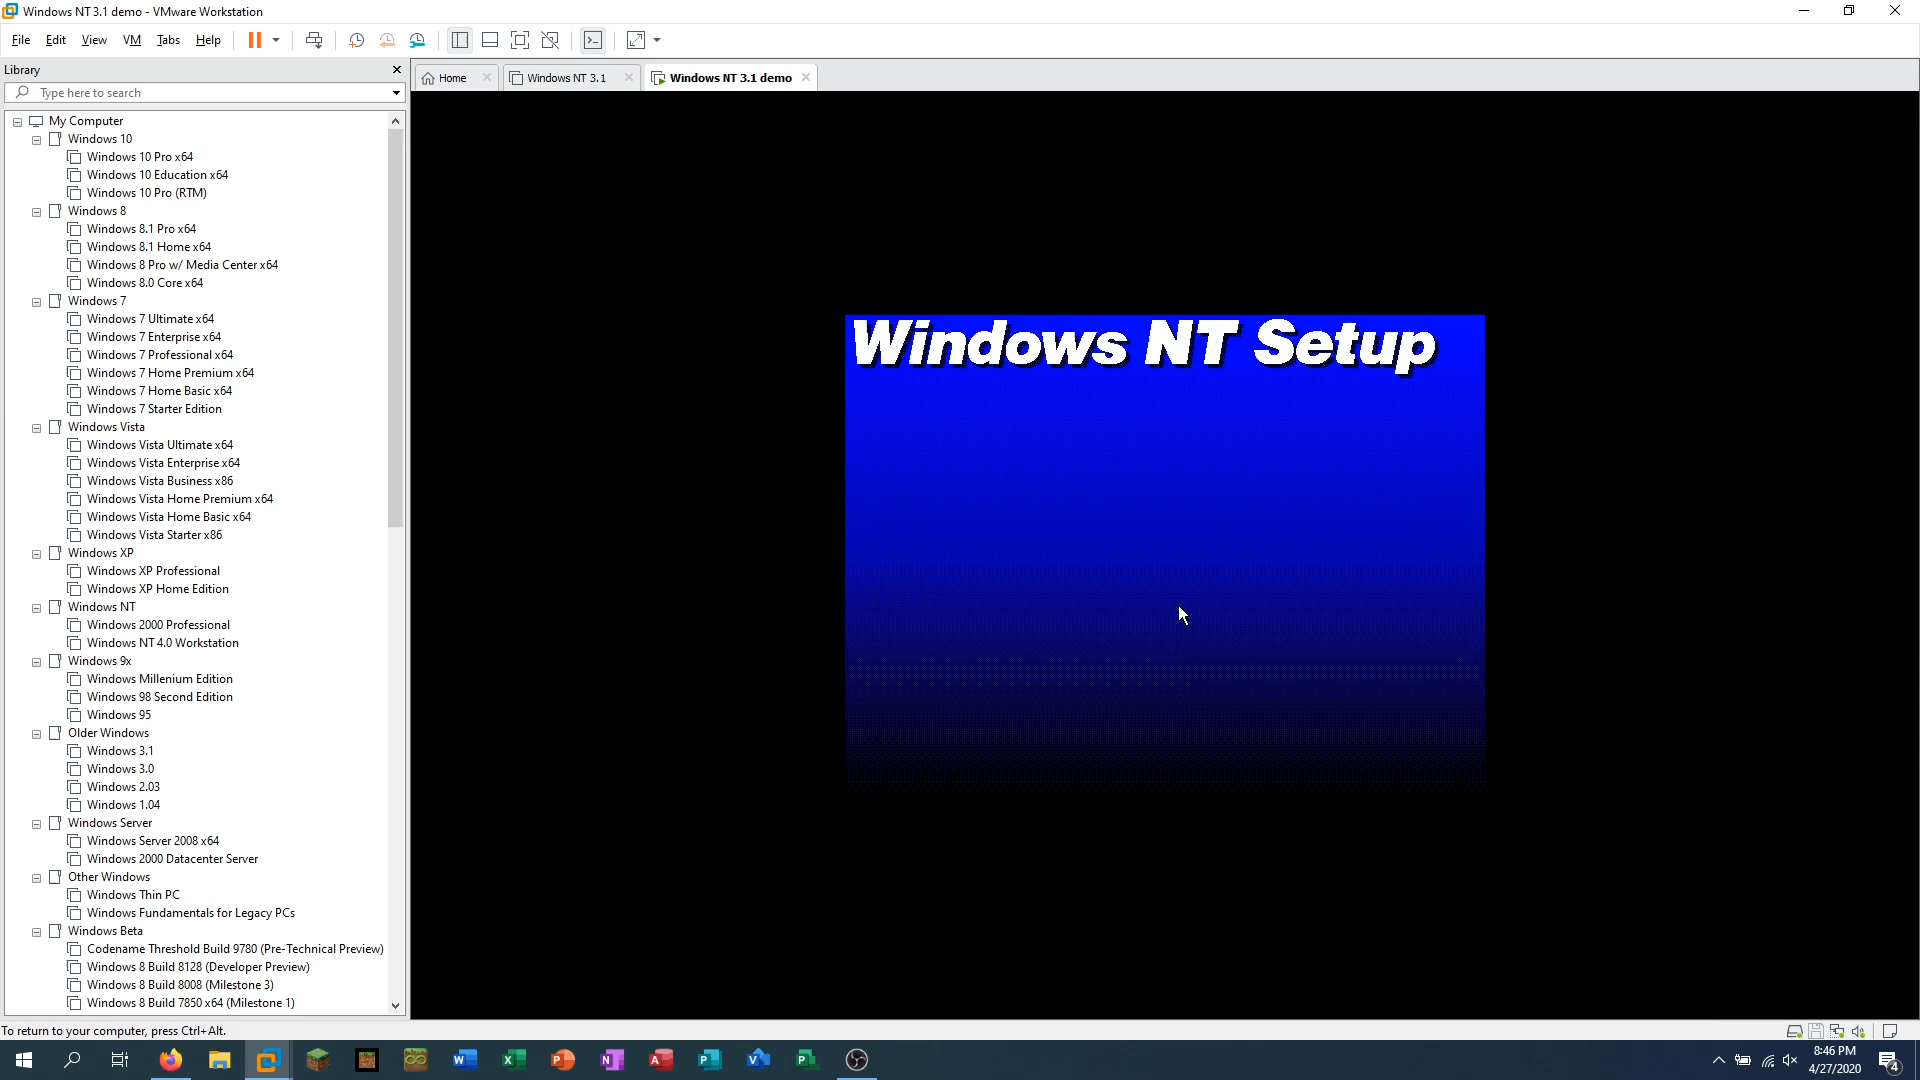 Windows NT 3.1 demo - VMware Workstation
File Edit View VM Tabs Help
Library
Type here to search
Home
Windows NT 3.1
Windows NT 3.1 demo
My Computer
Windows 10
Windows 10 Pro x64
Windows 10 Education x64
Windows 10 Pro (RTM)
Windows 8
Windows 8.1 Pro x64
Windows 8.1 Home x64
Windows 8 Pro w/ Media Center x64
Windows 8.0 Core x64
Windows 7
Windows 7 Ultimate x64
Windows 7 Enterprise x64
Windows 7 Professional x64
Windows 7 Home Premium x64
Windows 7 Home Basic x64
Windows 7 Starter Edition
Windows Vista
Windows Vista Ultimate x64
Windows Vista Enterprise x64
Windows Vista Business x86
Windows Vista Home Premium x64
Windows Vista Home Basic x64
Windows Vista Starter x86
Windows XP
Windows XP Professional
Windows XP Home Edition
Windows NT
Windows 2000 Professional
Windows NT 4.0 Workstation
Windows 9x
Windows Millenium Edition
Windows 98 Second Edition
Windows 95
Older Windows
Windows 3.1
Windows 3.0
Windows 2.03
Windows 1.04
Windows Server
Windows Server 2008 x64
Windows 2000 Datacenter Server
Other Windows
Windows Thin PC
Windows Fundamentals for Legacy PCs
Windows Beta
Codename Threshold Build 9780 (Pre-Technical Preview)
Windows 8 Build 8128 (Developer Preview)
Windows 8 Build 8008 (Milestone 3)
Windows 8 Build 7850 x64 (Milestone 1)
Windows NT Setup
To return to your computer, press Ctrl+Alt.
8:46 PM
4/27/2020
4